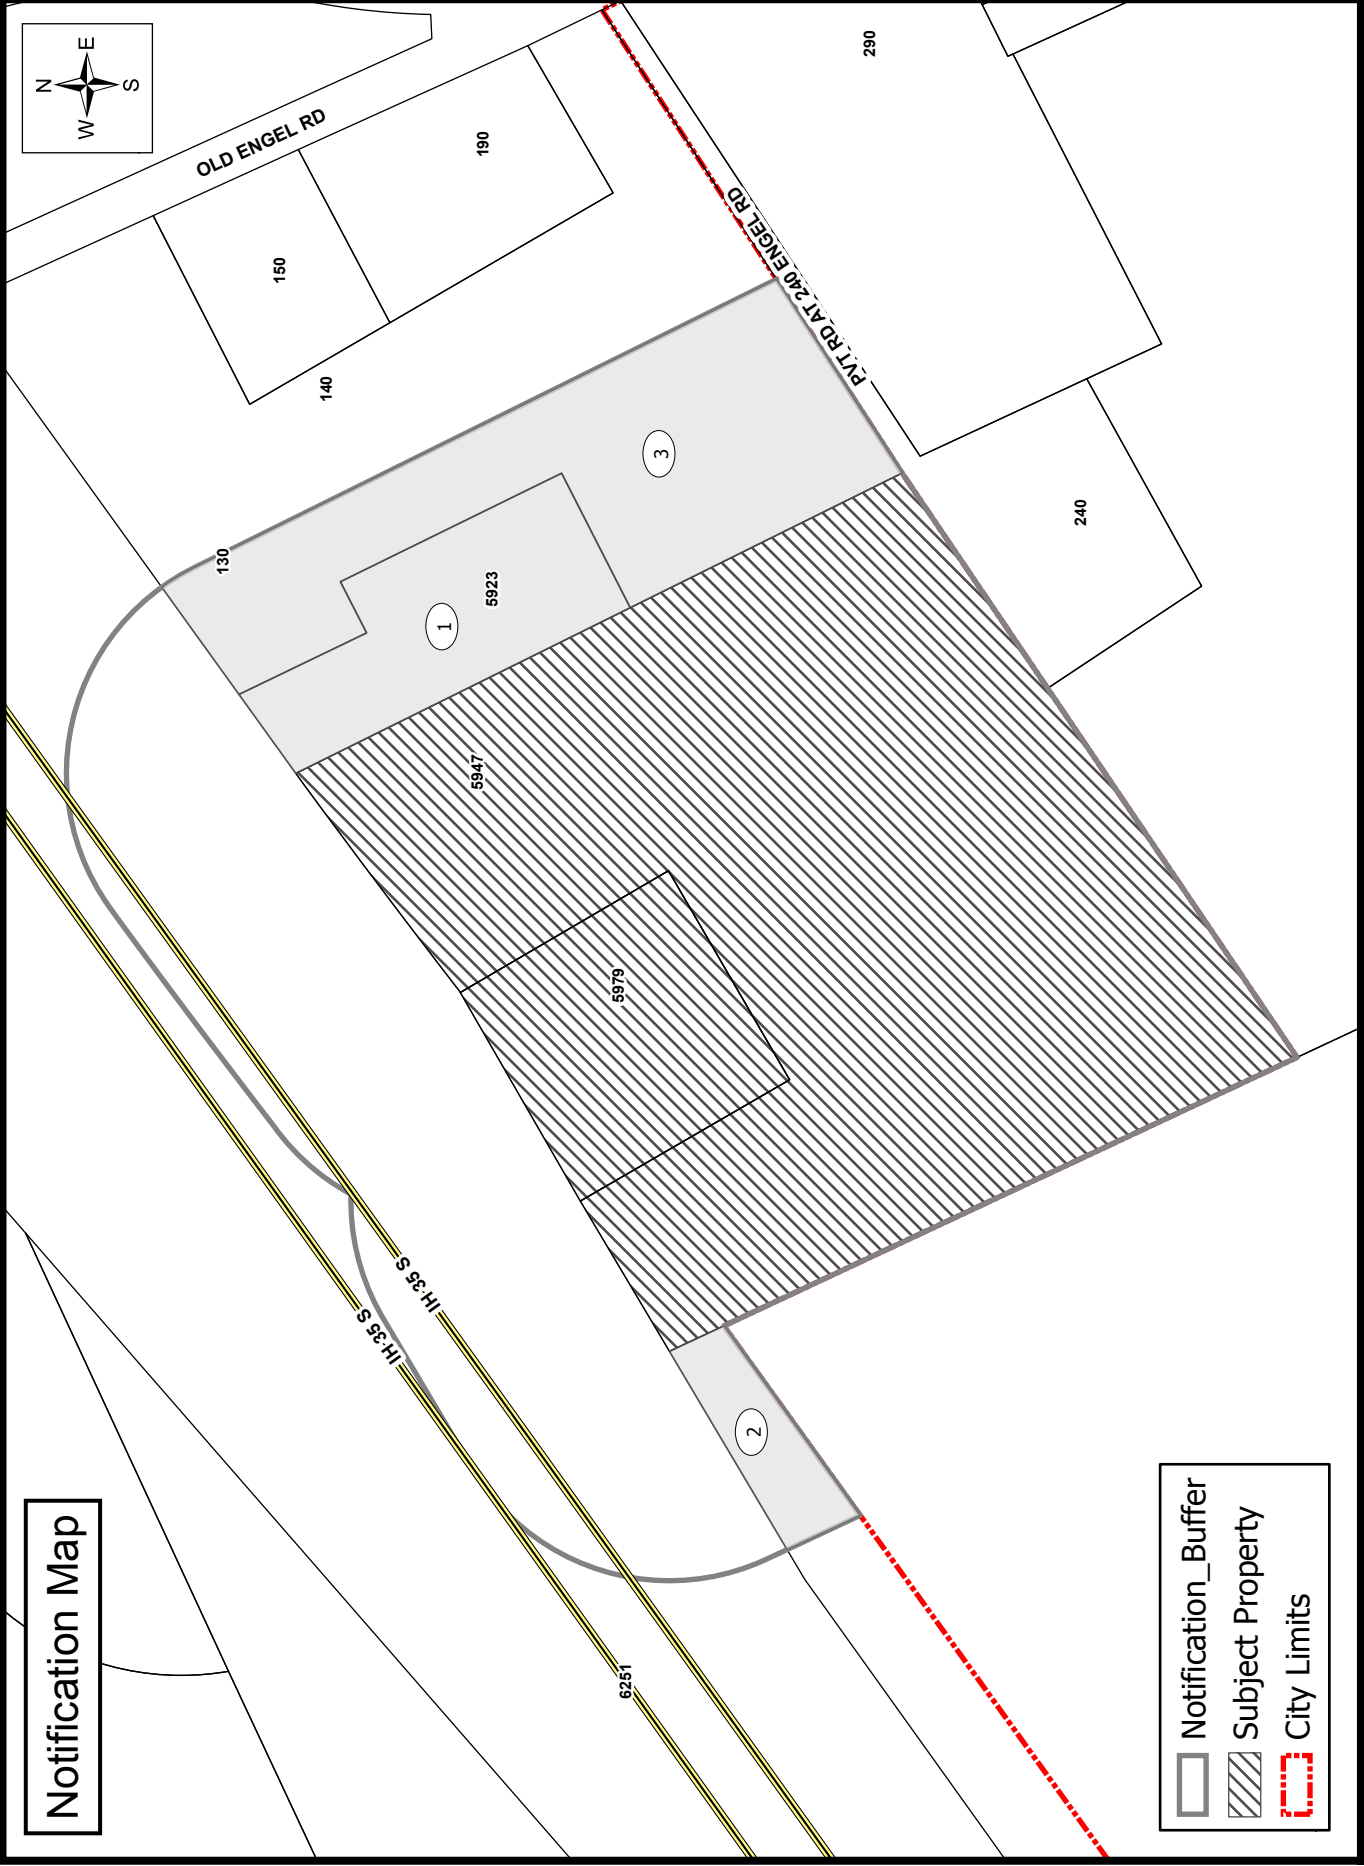 Notification Map
N
W E
S
OLD ENGEL RD
150
190
140
130
290
PVT RD AT 240 ENGEL RD
240
3
5923
1
5947
5979
2
IH-35 S
IH-35 S
6251
Notification_Buffer
Subject Property
City Limits